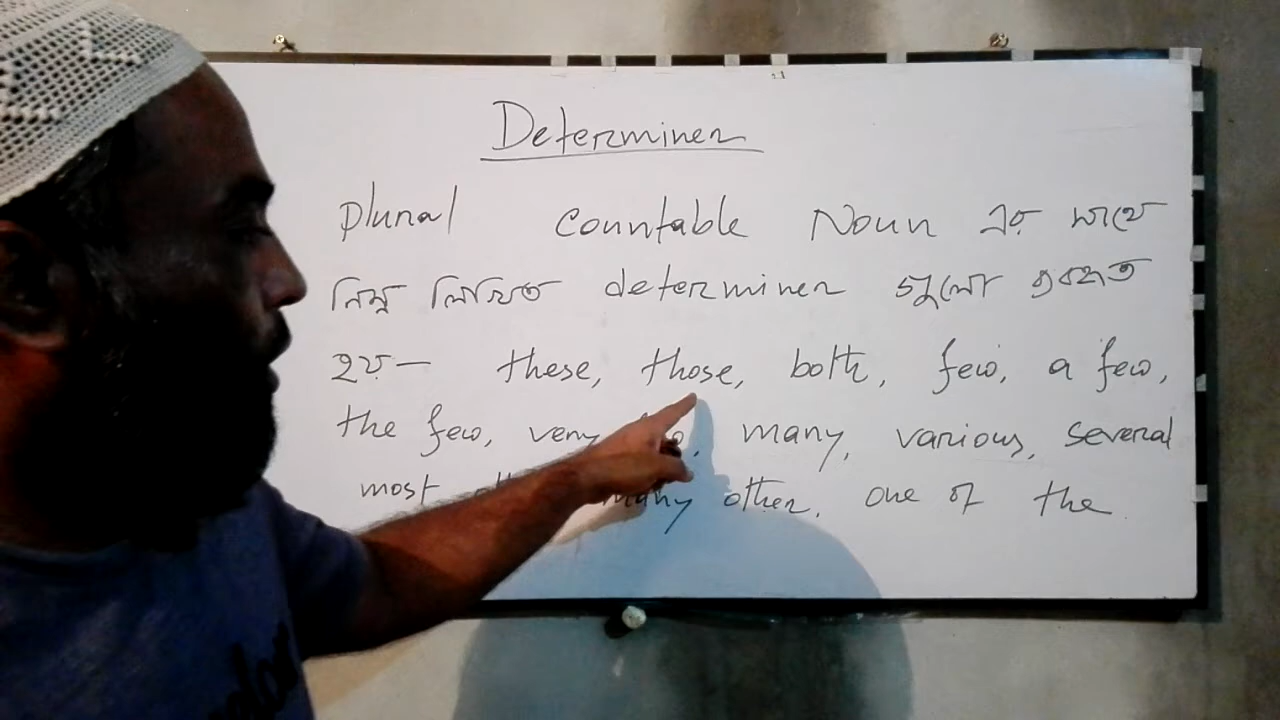 Determiner
Plural Countable Noun এর সাথে
নিম্ন লিখিত determiner গুলো ব্যবহৃত
হয়— these, those, both, few, a few,
the few, very many, various, several
most many other, one of the